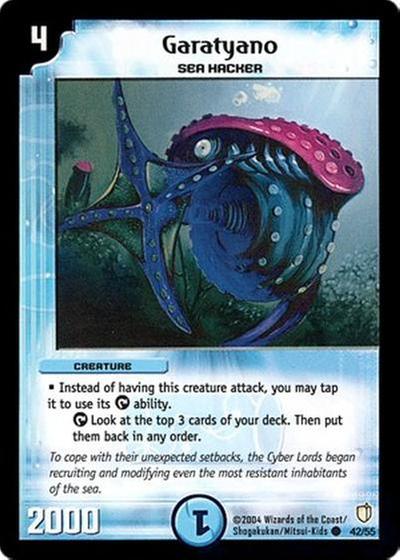 4
Garatyano
SEA HACKER
CREATURE
▪ Instead of having this creature attack, you may tap
it to use its ability.
Look at the top 3 cards of your deck. Then put
them back in any order.
To cope with their unexpected setbacks, the Cyber Lords began
recruiting and modifying even the most resistant inhabitants
of the sea.
2000
1
©2004 Wizards of the Coast/
Shogakukan/Mitsui-Kids ● 42/55